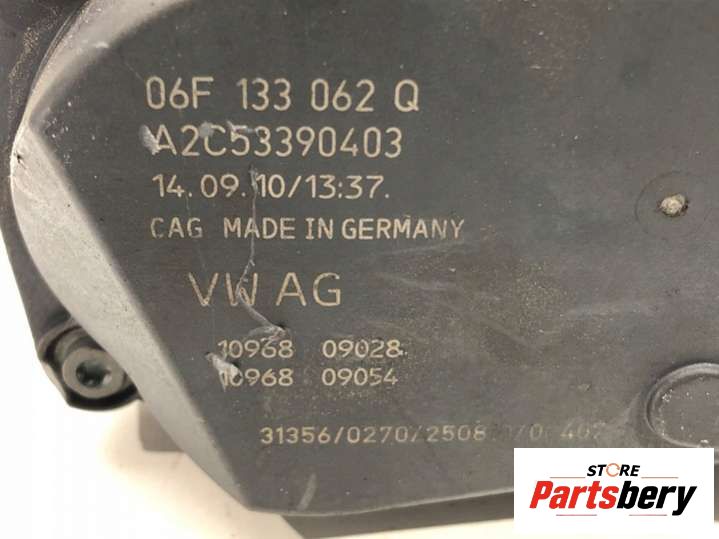 06F 133 062 Q
A2C53390403
14.09.10/13:37.
CAG MADE IN GERMANY
VW AG
10968 09028
10968 09054
STORE
Partsbery